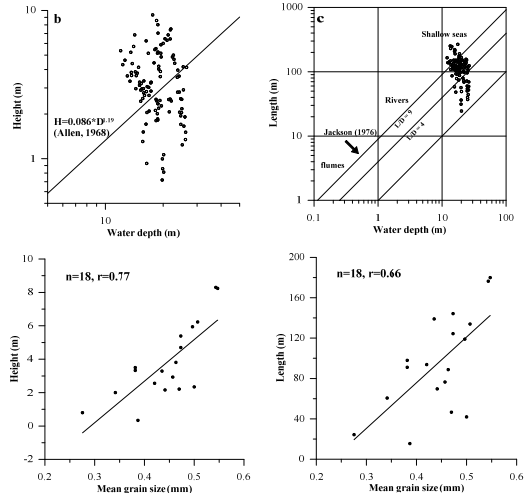 b
10
1
Height (m)
H=0.086*D¹·¹⁹
(Allen, 1968)
10
Water depth (m)
c
1000
100
10
1
Length (m)
Shallow seas
Rivers
L/D = 9
L/D = 4
Jackson (1976)
flumes
0.1
1
10
100
Water depth (m)
n=18, r=0.77
10
8
6
4
2
0
-2
Height (m)
0.2
0.3
0.4
0.5
0.6
Mean grain size (mm)
n=18, r=0.66
200
160
120
80
40
0
Length (m)
0.2
0.3
0.4
0.5
0.6
Mean grain size (mm)